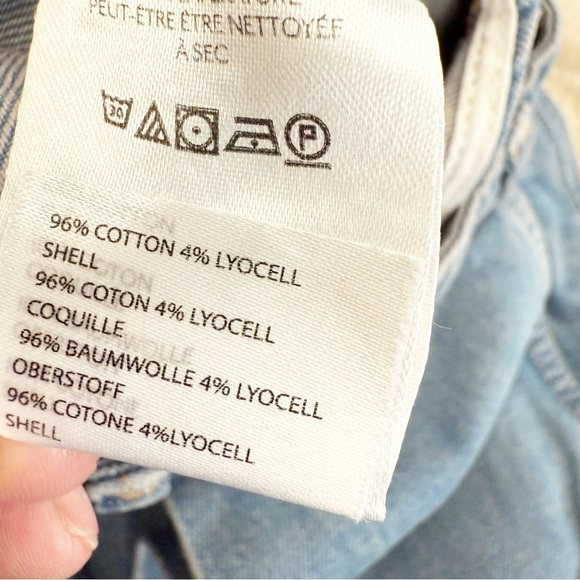 PEUT-ÊTRE ÊTRE NETTOYÉE
À SEC
30 P
96% COTTON 4% LYOCELL
SHELL
96% COTON 4% LYOCELL
COQUILLE
96% BAUMWOLLE 4% LYOCELL
OBERSTOFF
96% COTONE 4%LYOCELL
SHELL